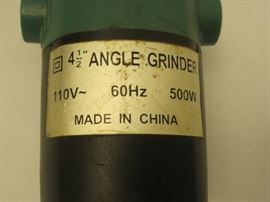 4½" ANGLE GRINDER
110V~ 60Hz 500W
MADE IN CHINA